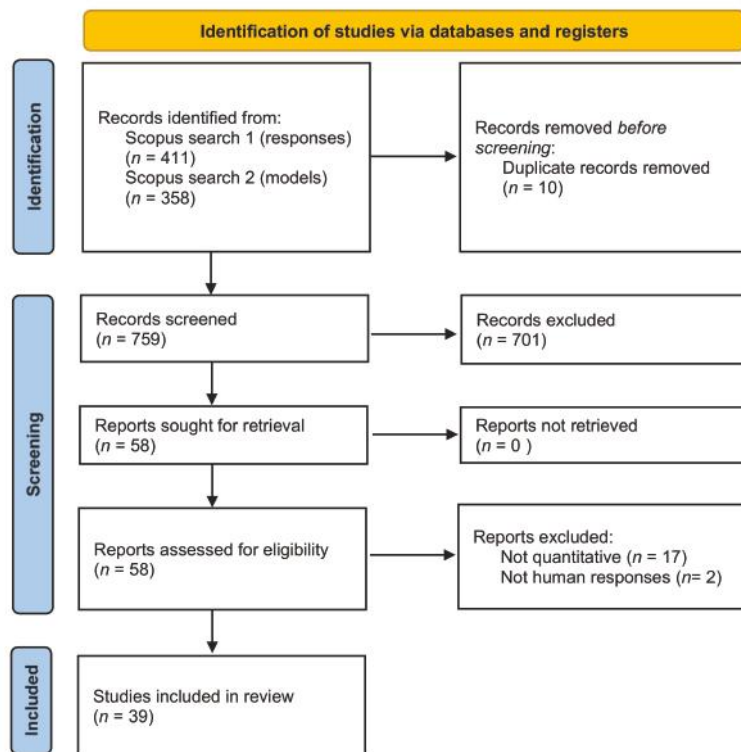 Identification of studies via databases and registers
Identification
Records identified from:
Scopus search 1 (responses)
(n = 411)
Scopus search 2 (models)
(n = 358)
Records removed before
screening:
Duplicate records removed
(n = 10)
Screening
Records screened
(n = 759)
Records excluded
(n = 701)
Reports sought for retrieval
(n = 58)
Reports not retrieved
(n = 0 )
Reports assessed for eligibility
(n = 58)
Reports excluded:
Not quantitative (n = 17)
Not human responses (n= 2)
Included
Studies included in review
(n = 39)